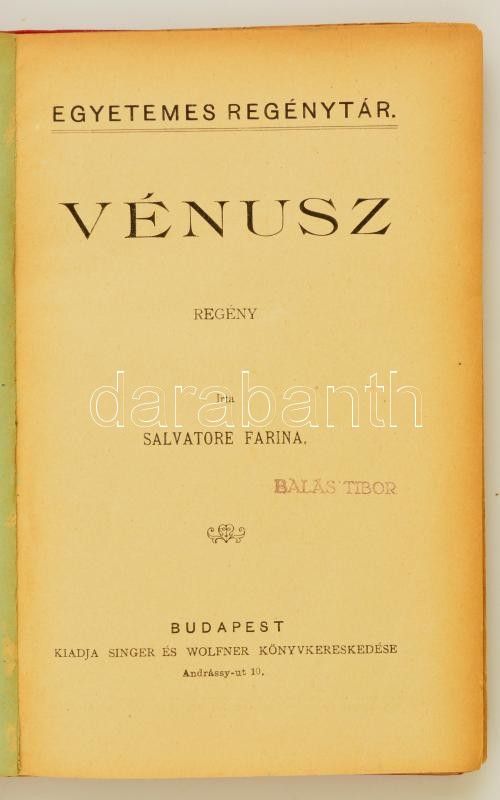 EGYETEMES REGÉNYTÁR.
VÉNUSZ
REGÉNY
Irta
darabanth
SALVATORE FARINA.
BALÁS TIBOR
BUDAPEST
KIADJA SINGER ÉS WOLFNER KÖNYVKERESKEDÉSE
Andrássy-ut 10.